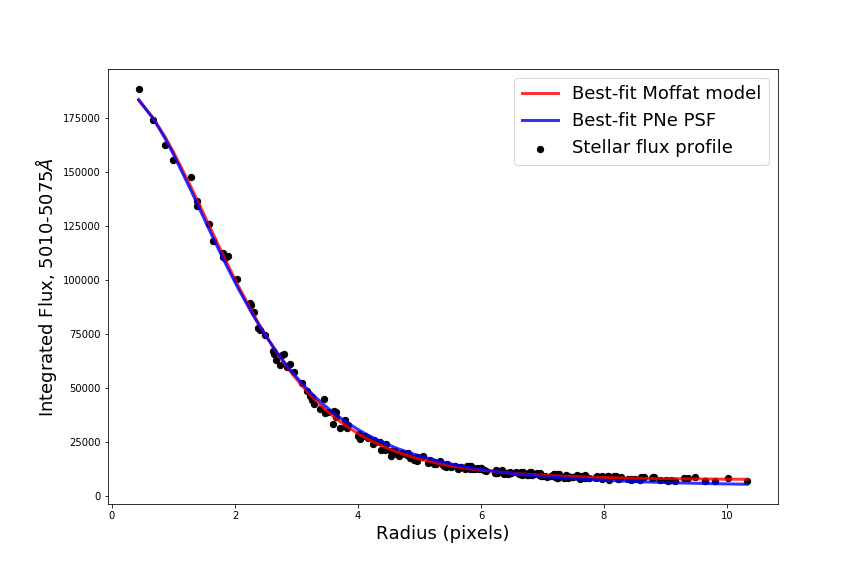 Best-fit Moffat model
Best-fit PNe PSF
Stellar flux profile
Integrated Flux, 5010-5075Å
175000
150000
125000
100000
75000
50000
25000
0
0 2 4 6 8 10
Radius (pixels)